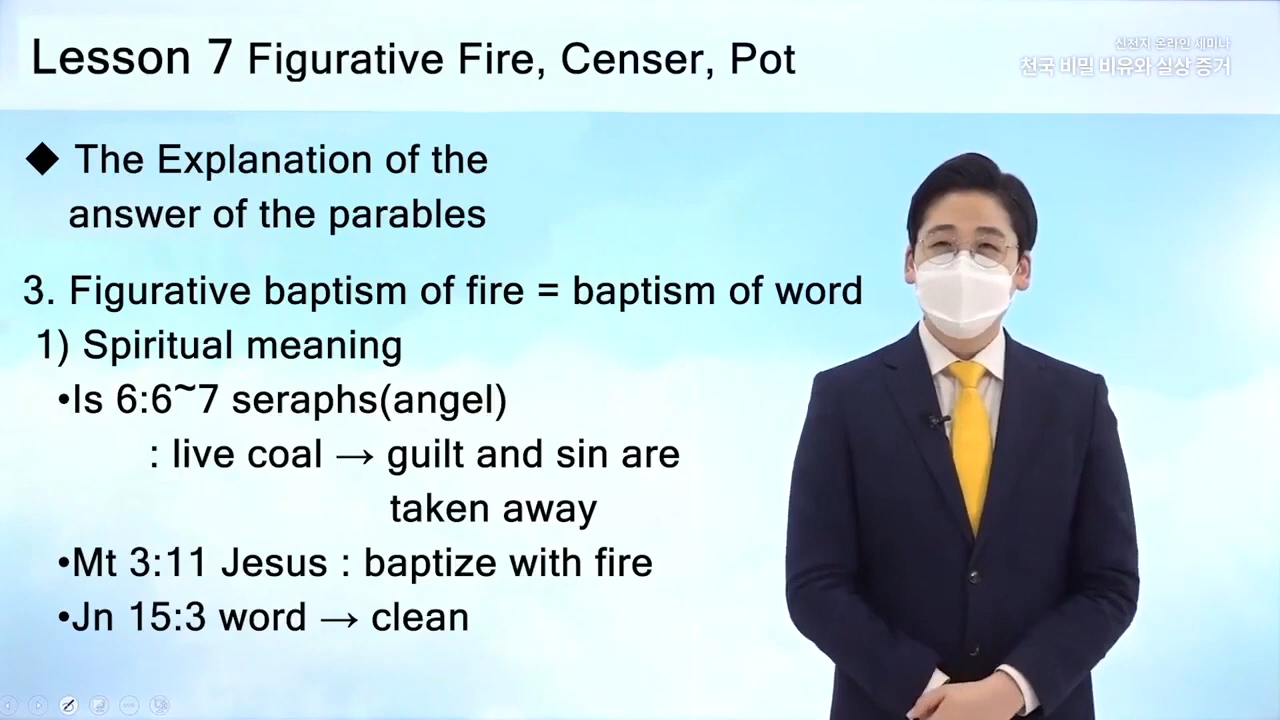 Lesson 7 Figurative Fire, Censer, Pot
신천지 온라인 세미나
천국 비밀 비유와 실상 증거
◆ The Explanation of the
answer of the parables
3. Figurative baptism of fire = baptism of word
1) Spiritual meaning
•Is 6:6~7 seraphs(angel)
: live coal → guilt and sin are
taken away
•Mt 3:11 Jesus : baptize with fire
•Jn 15:3 word → clean